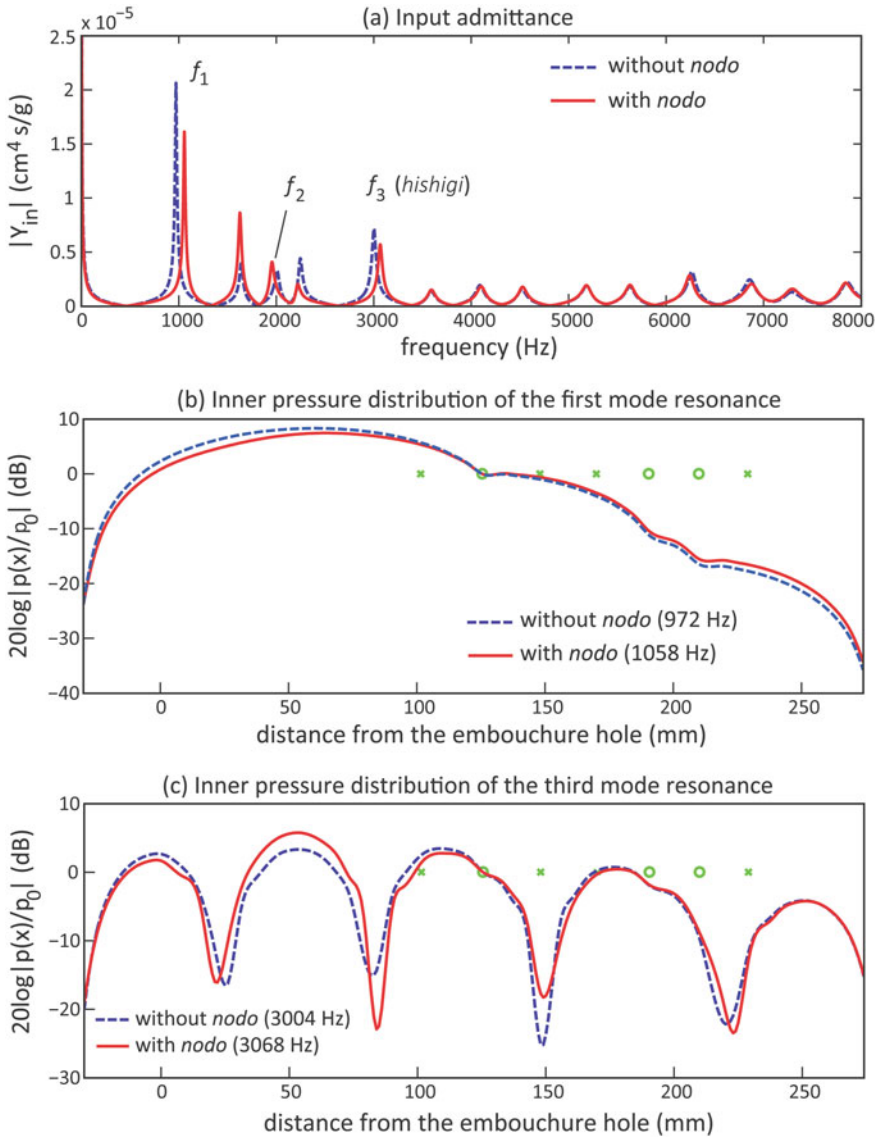 (a) Input admittance
x 10⁻⁵
2.5
2
1.5
1
0.5
0
|Y_in| (cm⁴ s/g)
f₁
f₂
f₃ (hishigi)
without nodo
with nodo
0 1000 2000 3000 4000 5000 6000 7000 8000
frequency (Hz)
(b) Inner pressure distribution of the first mode resonance
10
0
−10
−20
−30
−40
20log|p(x)/p₀| (dB)
without nodo (972 Hz)
with nodo (1058 Hz)
0 50 100 150 200 250
distance from the embouchure hole (mm)
(c) Inner pressure distribution of the third mode resonance
10
0
−10
−20
−30
20log|p(x)/p₀| (dB)
without nodo (3004 Hz)
with nodo (3068 Hz)
0 50 100 150 200 250
distance from the embouchure hole (mm)